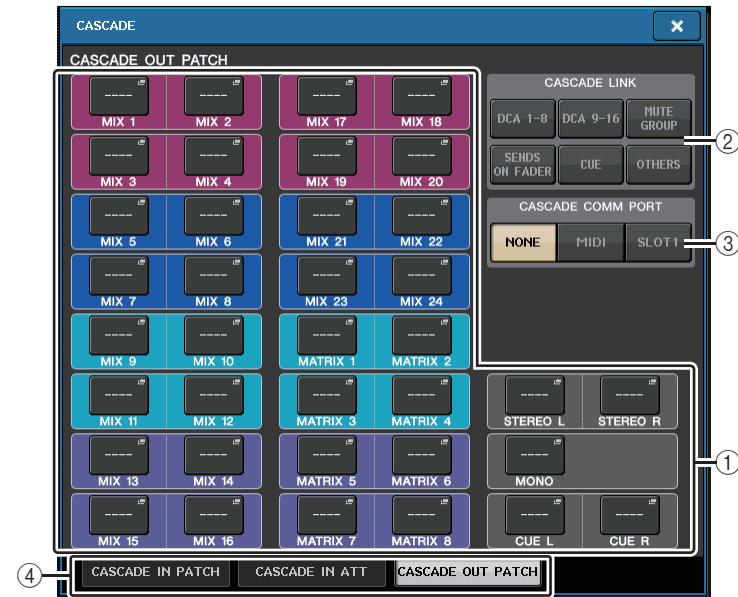 CASCADE
×
CASCADE OUT PATCH
---- ---- ---- ----
MIX 1 MIX 2 MIX 17 MIX 18
---- ---- ---- ----
MIX 3 MIX 4 MIX 19 MIX 20
---- ---- ---- ----
MIX 5 MIX 6 MIX 21 MIX 22
---- ---- ---- ----
MIX 7 MIX 8 MIX 23 MIX 24
---- ---- ---- ----
MIX 9 MIX 10 MATRIX 1 MATRIX 2
---- ---- ---- ----
MIX 11 MIX 12 MATRIX 3 MATRIX 4
---- ---- ---- ----
MIX 13 MIX 14 MATRIX 5 MATRIX 6
---- ---- ---- ----
MIX 15 MIX 16 MATRIX 7 MATRIX 8
CASCADE LINK
DCA 1-8 DCA 9-16 MUTE GROUP
SENDS ON FADER CUE OTHERS
②
CASCADE COMM PORT
NONE MIDI SLOT1
③
---- ----
STEREO L STEREO R
----
MONO
①
---- ----
CUE L CUE R
④
CASCADE IN PATCH CASCADE IN ATT CASCADE OUT PATCH